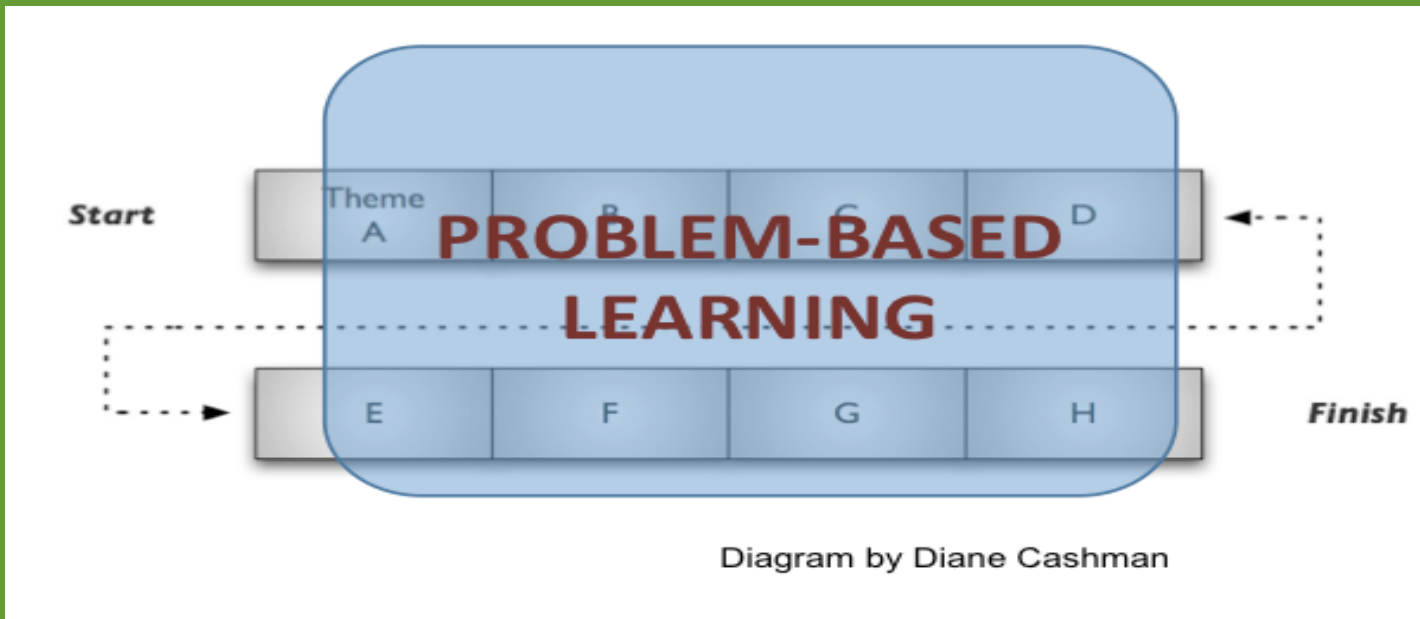 Start
Theme
A B C D
PROBLEM-BASED
LEARNING
E F G H
Finish
Diagram by Diane Cashman